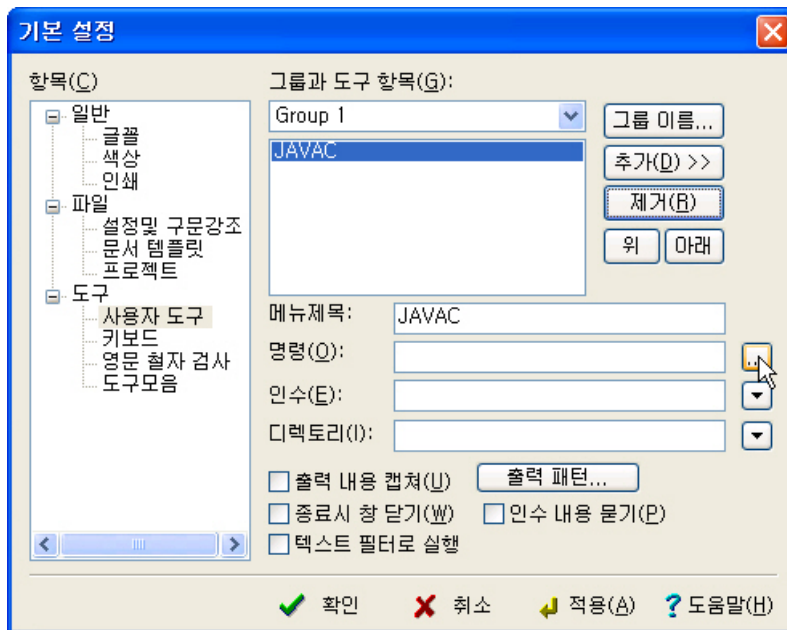 기본 설정
항목(C)
일반
글꼴
색상
인쇄
파일
설정및 구문강조
문서 템플릿
프로젝트
도구
사용자 도구
키보드
영문 철자 검사
도구모음
그룹과 도구 항목(G):
Group 1
그룹 이름...
JAVAC
추가(D) >>
제거(R)
위 아래
메뉴제목: JAVAC
명령(O): ...
인수(E):
디렉토리(I):
출력 내용 캡쳐(U) 출력 패턴...
종료시 창 닫기(W) 인수 내용 묻기(P)
텍스트 필터로 실행
확인 취소 적용(A) 도움말(H)